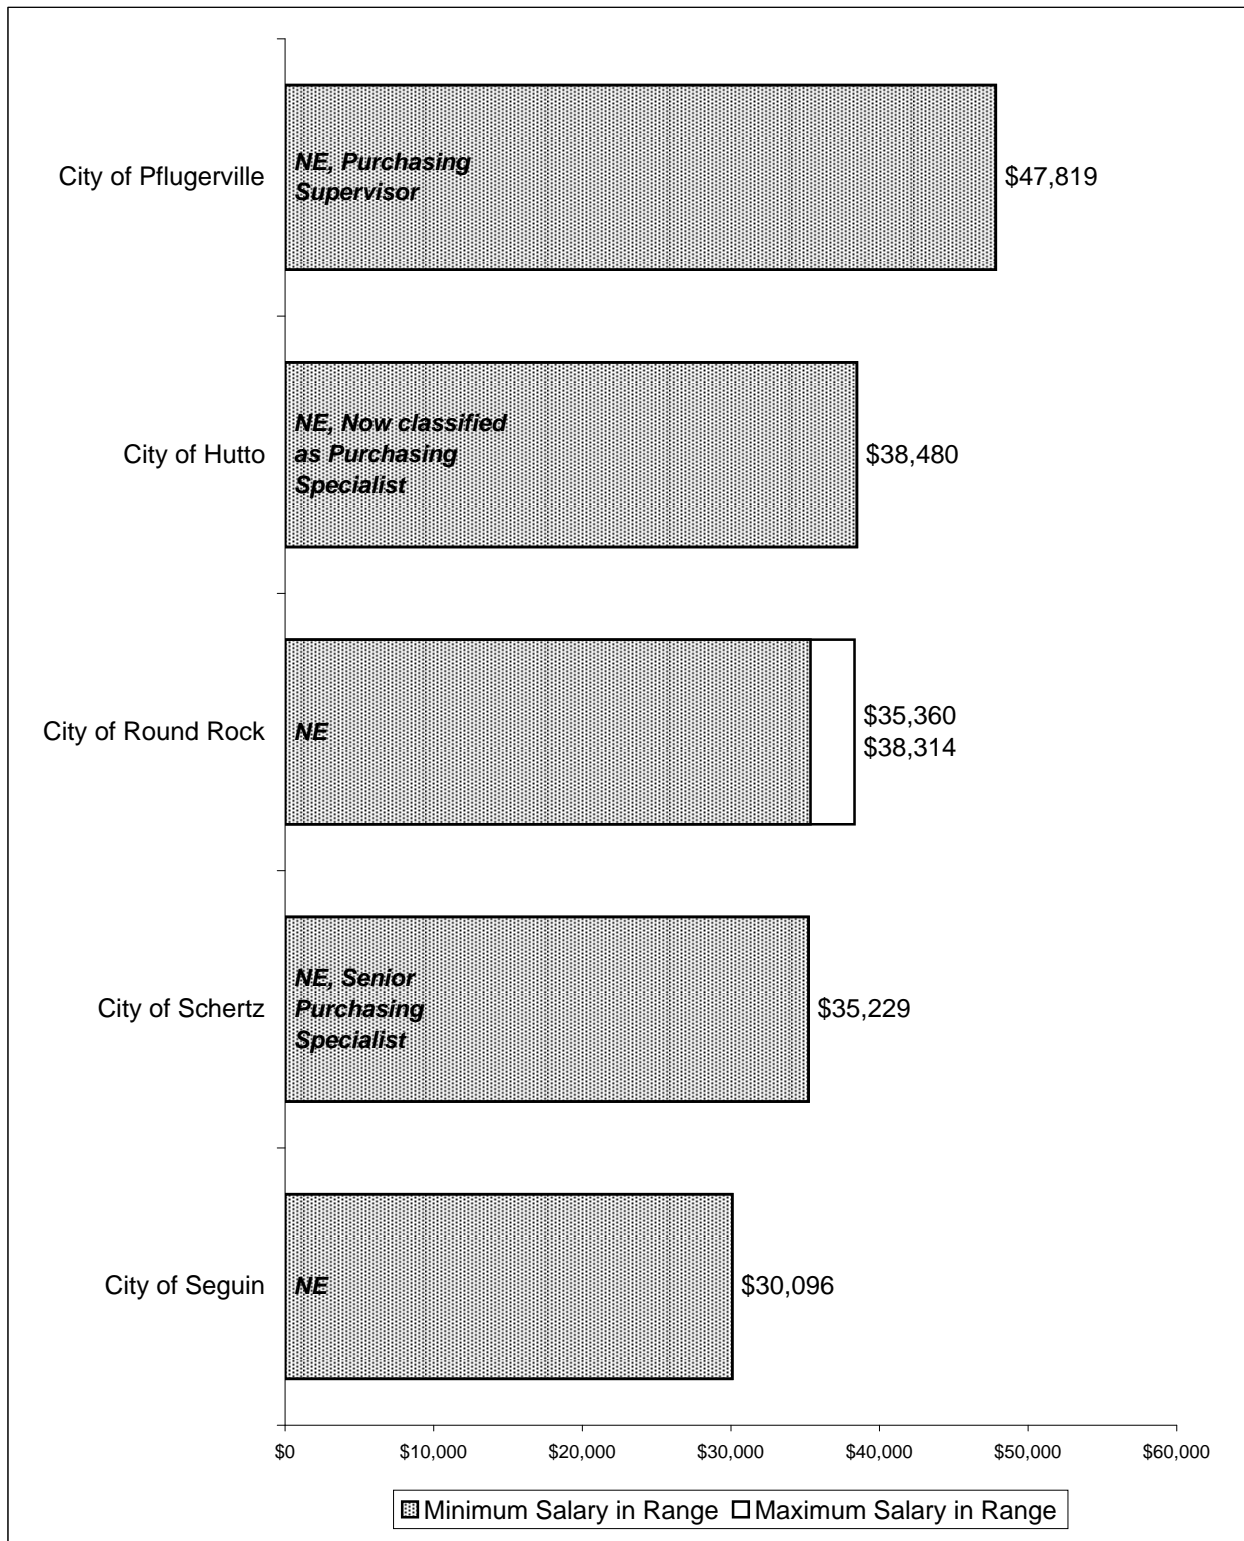 City of Pflugerville
NE, Purchasing
Supervisor
$47,819
City of Hutto
NE, Now classified
as Purchasing
Specialist
$38,480
City of Round Rock
NE
$35,360
$38,314
City of Schertz
NE, Senior
Purchasing
Specialist
$35,229
City of Seguin
NE
$30,096
$0 $10,000 $20,000 $30,000 $40,000 $50,000 $60,000
Minimum Salary in Range Maximum Salary in Range